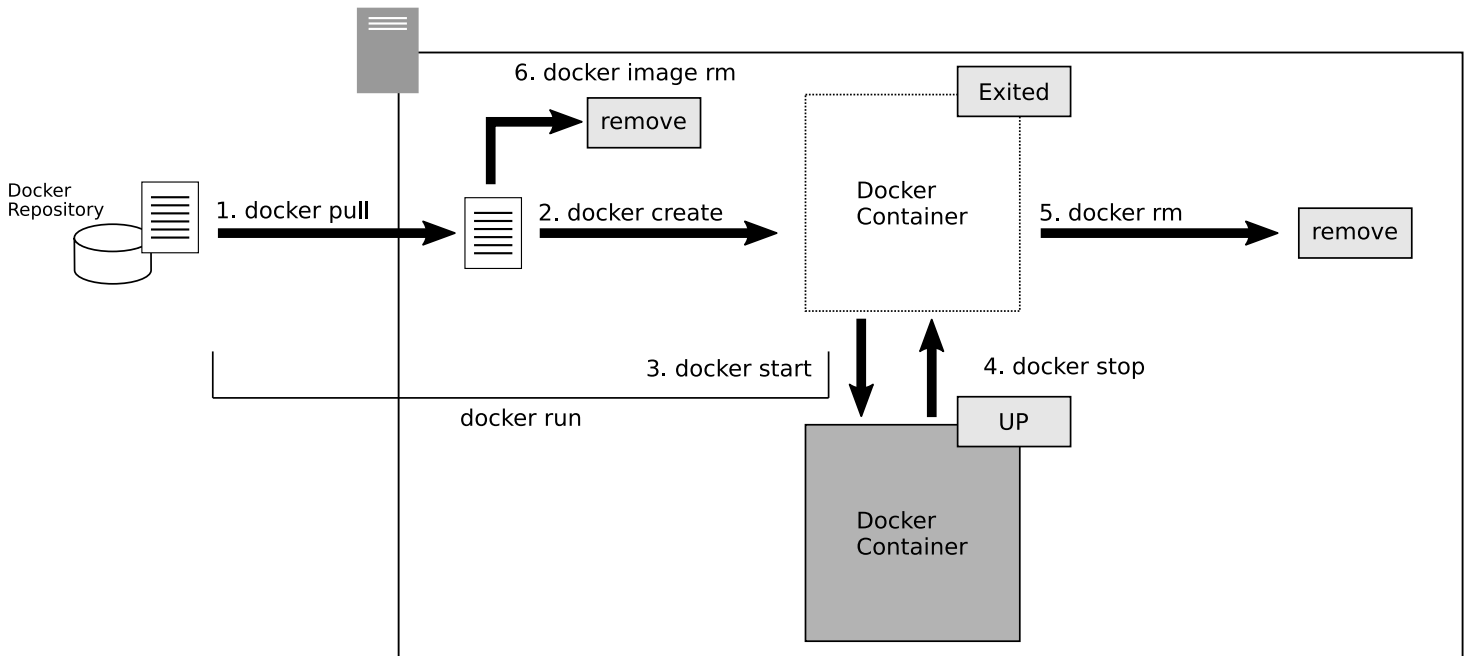 6. docker image rm
remove
Exited
Docker
Repository
1. docker pull
2. docker create
Docker
Container
5. docker rm
remove
3. docker start
4. docker stop
docker run
UP
Docker
Container